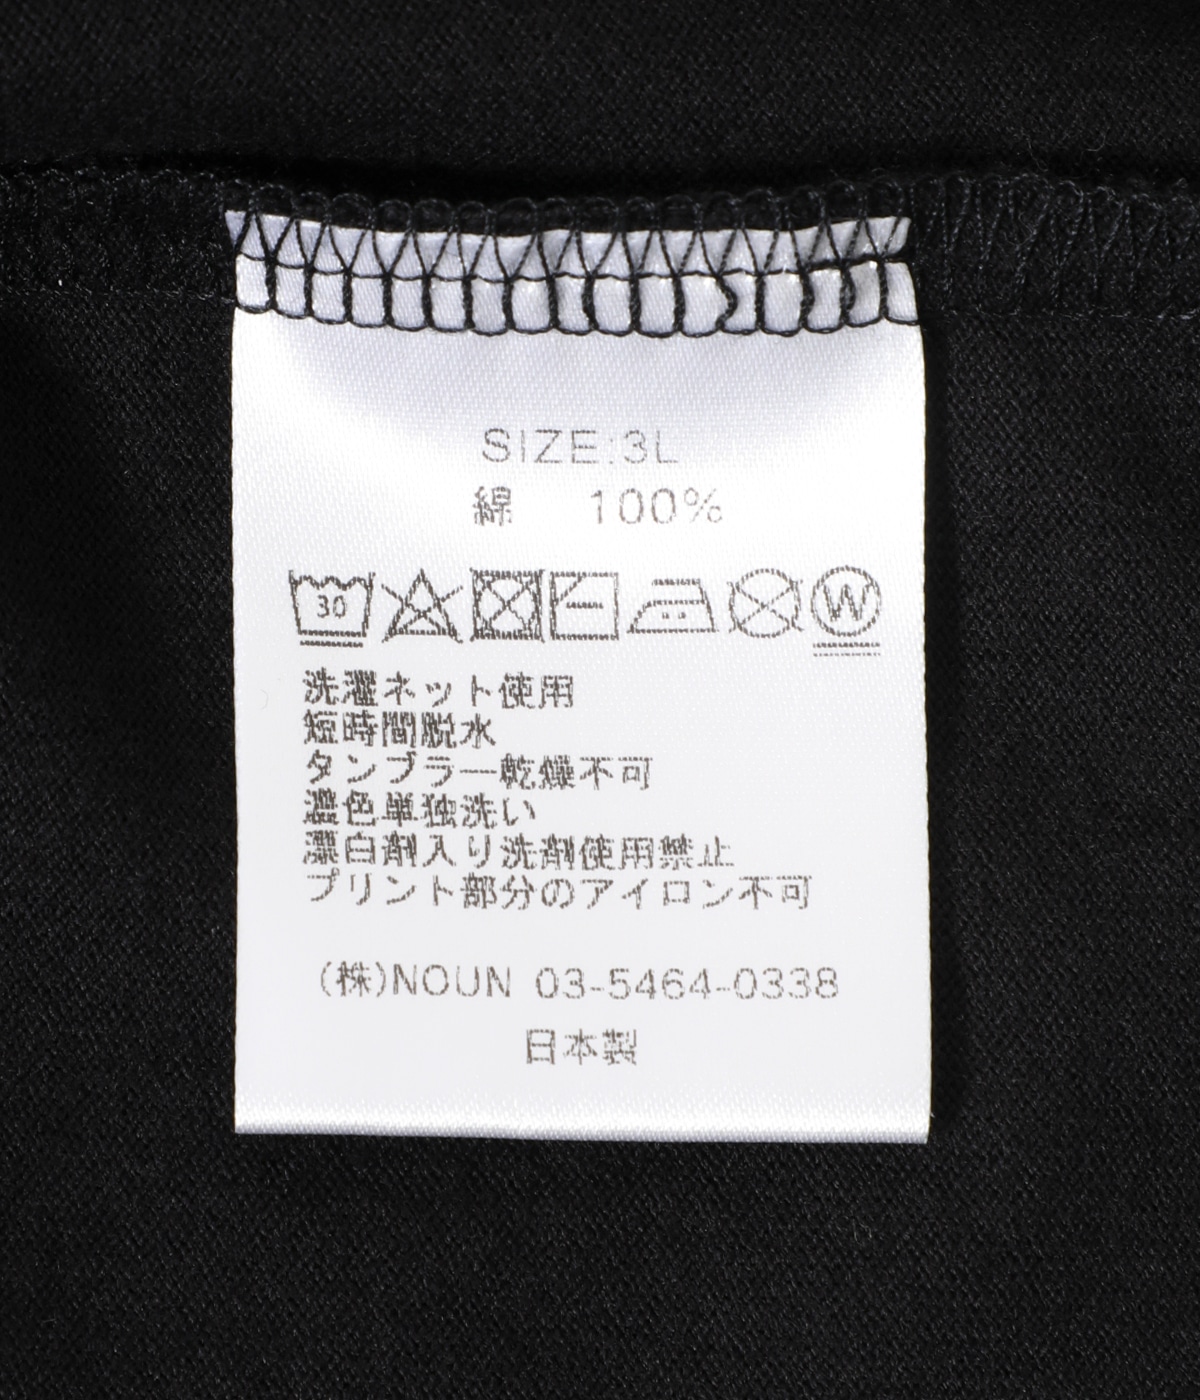 SIZE:3L
綿 100%
30 W
洗濯ネット使用
短時間脱水
タンブラー乾燥不可
濃色単独洗い
漂白剤入り洗剤使用禁止
プリント部分のアイロン不可
(株)NOUN 03-5464-0338
日本製